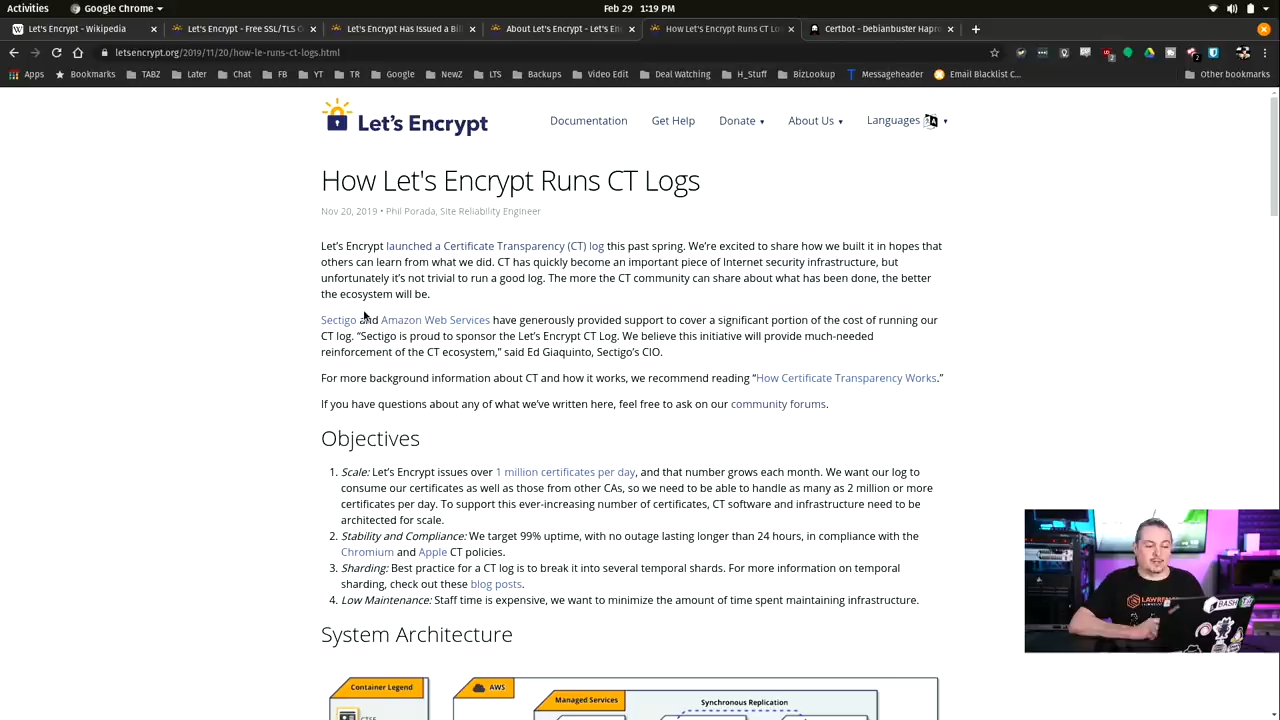 Activities
Google Chrome
Feb 29 1:19 PM
Let's Encrypt - Wikipedia
Let's Encrypt - Free SSL/TLS C
Let's Encrypt Has Issued a Bil
About Let's Encrypt - Let's En
How Let's Encrypt Runs CT Lo
Certbot - Debianbuster Hapro
letsencrypt.org/2019/11/20/how-le-runs-ct-logs.html
Apps Bookmarks TABZ Later Chat FB YT TR Google NewZ LTS Backups Video Edit Deal Watching H_Stuff BizLookup Messageheader Email Blacklist C... Other bookmarks
Let's Encrypt
Documentation Get Help Donate About Us Languages
How Let's Encrypt Runs CT Logs
Nov 20, 2019 • Phil Porada, Site Reliability Engineer
Let’s Encrypt launched a Certificate Transparency (CT) log this past spring. We’re excited to share how we built it in hopes that
others can learn from what we did. CT has quickly become an important piece of Internet security infrastructure, but
unfortunately it’s not trivial to run a good log. The more the CT community can share about what has been done, the better
the ecosystem will be.
Sectigo and Amazon Web Services have generously provided support to cover a significant portion of the cost of running our
CT log. “Sectigo is proud to sponsor the Let’s Encrypt CT Log. We believe this initiative will provide much-needed
reinforcement of the CT ecosystem,” said Ed Giaquinto, Sectigo’s CIO.
For more background information about CT and how it works, we recommend reading “How Certificate Transparency Works.”
If you have questions about any of what we’ve written here, feel free to ask on our community forums.
Objectives
1. Scale: Let’s Encrypt issues over 1 million certificates per day, and that number grows each month. We want our log to
consume our certificates as well as those from other CAs, so we need to be able to handle as many as 2 million or more
certificates per day. To support this ever-increasing number of certificates, CT software and infrastructure need to be
architected for scale.
2. Stability and Compliance: We target 99% uptime, with no outage lasting longer than 24 hours, in compliance with the
Chromium and Apple CT policies.
3. Sharding: Best practice for a CT log is to break it into several temporal shards. For more information on temporal
sharding, check out these blog posts.
4. Low Maintenance: Staff time is expensive, we want to minimize the amount of time spent maintaining infrastructure.
System Architecture
Container Legend
AWS
Managed Services
Synchronous Replication
BASH